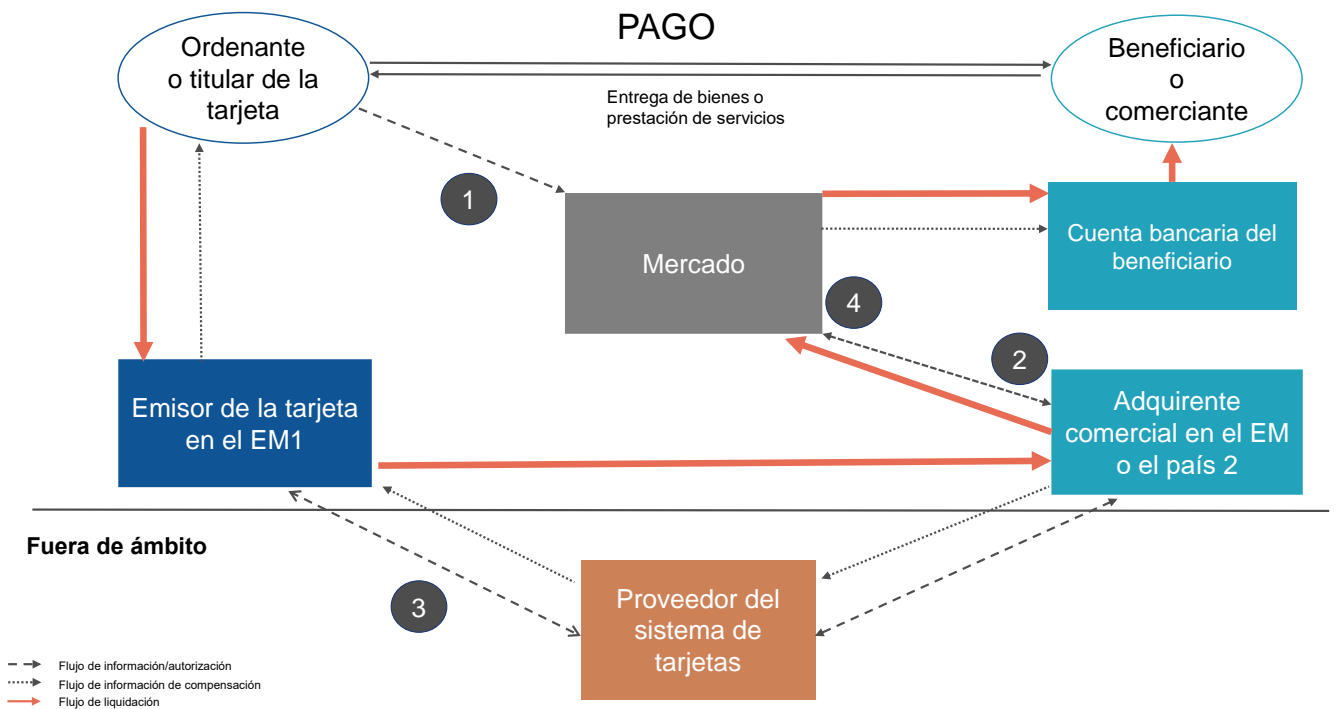 PAGO
Ordenante
o titular de la
tarjeta
Beneficiario
o
comerciante
Entrega de bienes o
prestación de servicios
1
Mercado
Cuenta bancaria del
beneficiario
4
2
Emisor de la tarjeta
en el EM1
Adquirente
comercial en el EM
o el país 2
Fuera de ámbito
3
Proveedor del
sistema de
tarjetas
Flujo de información/autorización
Flujo de información de compensación
Flujo de liquidación